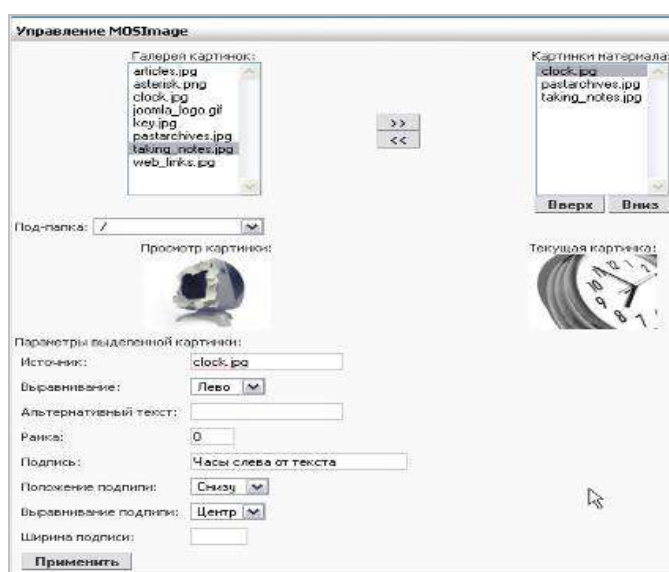 Управление MOSImage
Галерея картинок:
Картинки материала:
articles.jpg
asterisk.png
clock.jpg
joomla_logo.gif
key.jpg
pastarchives.jpg
taking_notes.jpg
web_links.jpg
>>
<<
clock.jpg
pastarchives.jpg
taking_notes.jpg
Вверх Вниз
Под-папка: /
Просмотр картинки:
Текущая картинка:
Параметры выделенной картинки:
Источник: clock.jpg
Выравнивание: Лево
Альтернативный текст:
Рамка: 0
Подпись: Часы слева от текста
Положение подпипи: Снизу
Выравнивание подпипи: Центр
Ширина подписи:
Применить